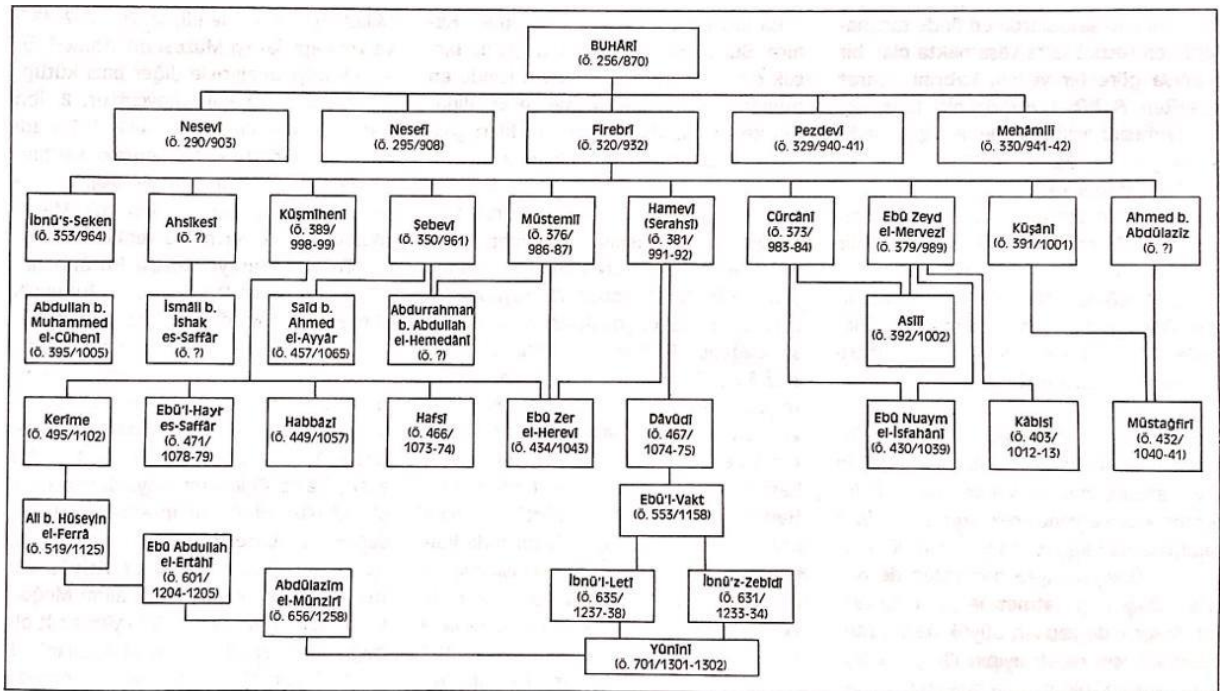 BUHÂRÎ
(ö. 256/870)
Nesevî
(ö. 290/903)
Nesefî
(ö. 295/908)
Firebrî
(ö. 320/932)
Pezdevî
(ö. 329/940-41)
Mehâmilî
(ö. 330/941-42)
İbnü's-Seken
(ö. 353/964)
Ahsîkesî
(ö. ?)
Küşmîhenî
(ö. 389/
998-99)
Şebevî
(ö. 350/961)
Müstemlî
(ö. 376/
986-87)
Hamevî
(Serahsî)
(ö. 381/
991-92)
Cürcânî
(ö. 373/
983-84)
Ebû Zeyd
el-Mervezî
(ö. 379/989)
Küşânî
(ö. 391/1001)
Ahmed b.
Abdülazîz
(ö. ?)
Abdullah b.
Muhammed
el-Cühenî
(ö. 395/1005)
İsmâil b.
İshak
es-Saffâr
(ö. ?)
Saîd b.
Ahmed
el-Ayyâr
(ö. 457/1065)
Abdurrahman
b. Abdullah
el-Hemedânî
(ö. ?)
Asîlî
(ö. 392/1002)
Kerîme
(ö. 495/1102)
Ebü'l-Hayr
es-Saffâr
(ö. 471/
1078-79)
Habbâzî
(ö. 449/1057)
Hafsî
(ö. 466/
1073-74)
Ebû Zer
el-Herevî
(ö. 434/1043)
Dâvûdî
(ö. 467/
1074-75)
Ebû Nuaym
el-İsfahânî
(ö. 430/1039)
Kâbisî
(ö. 403/
1012-13)
Müstağfirî
(ö. 432/
1040-41)
Ebü'l-Vakt
(ö. 553/1158)
Ali b. Hüseyin
el-Ferrâ
(ö. 519/1125)
Ebû Abdullah
el-Ertâhî
(ö. 601/
1204-1205)
Abdülazîm
el-Münzirî
(ö. 656/1258)
İbnü'l-Letî
(ö. 635/
1237-38)
İbnü'z-Zebîdî
(ö. 631/
1233-34)
Yûnînî
(ö. 701/1301-1302)